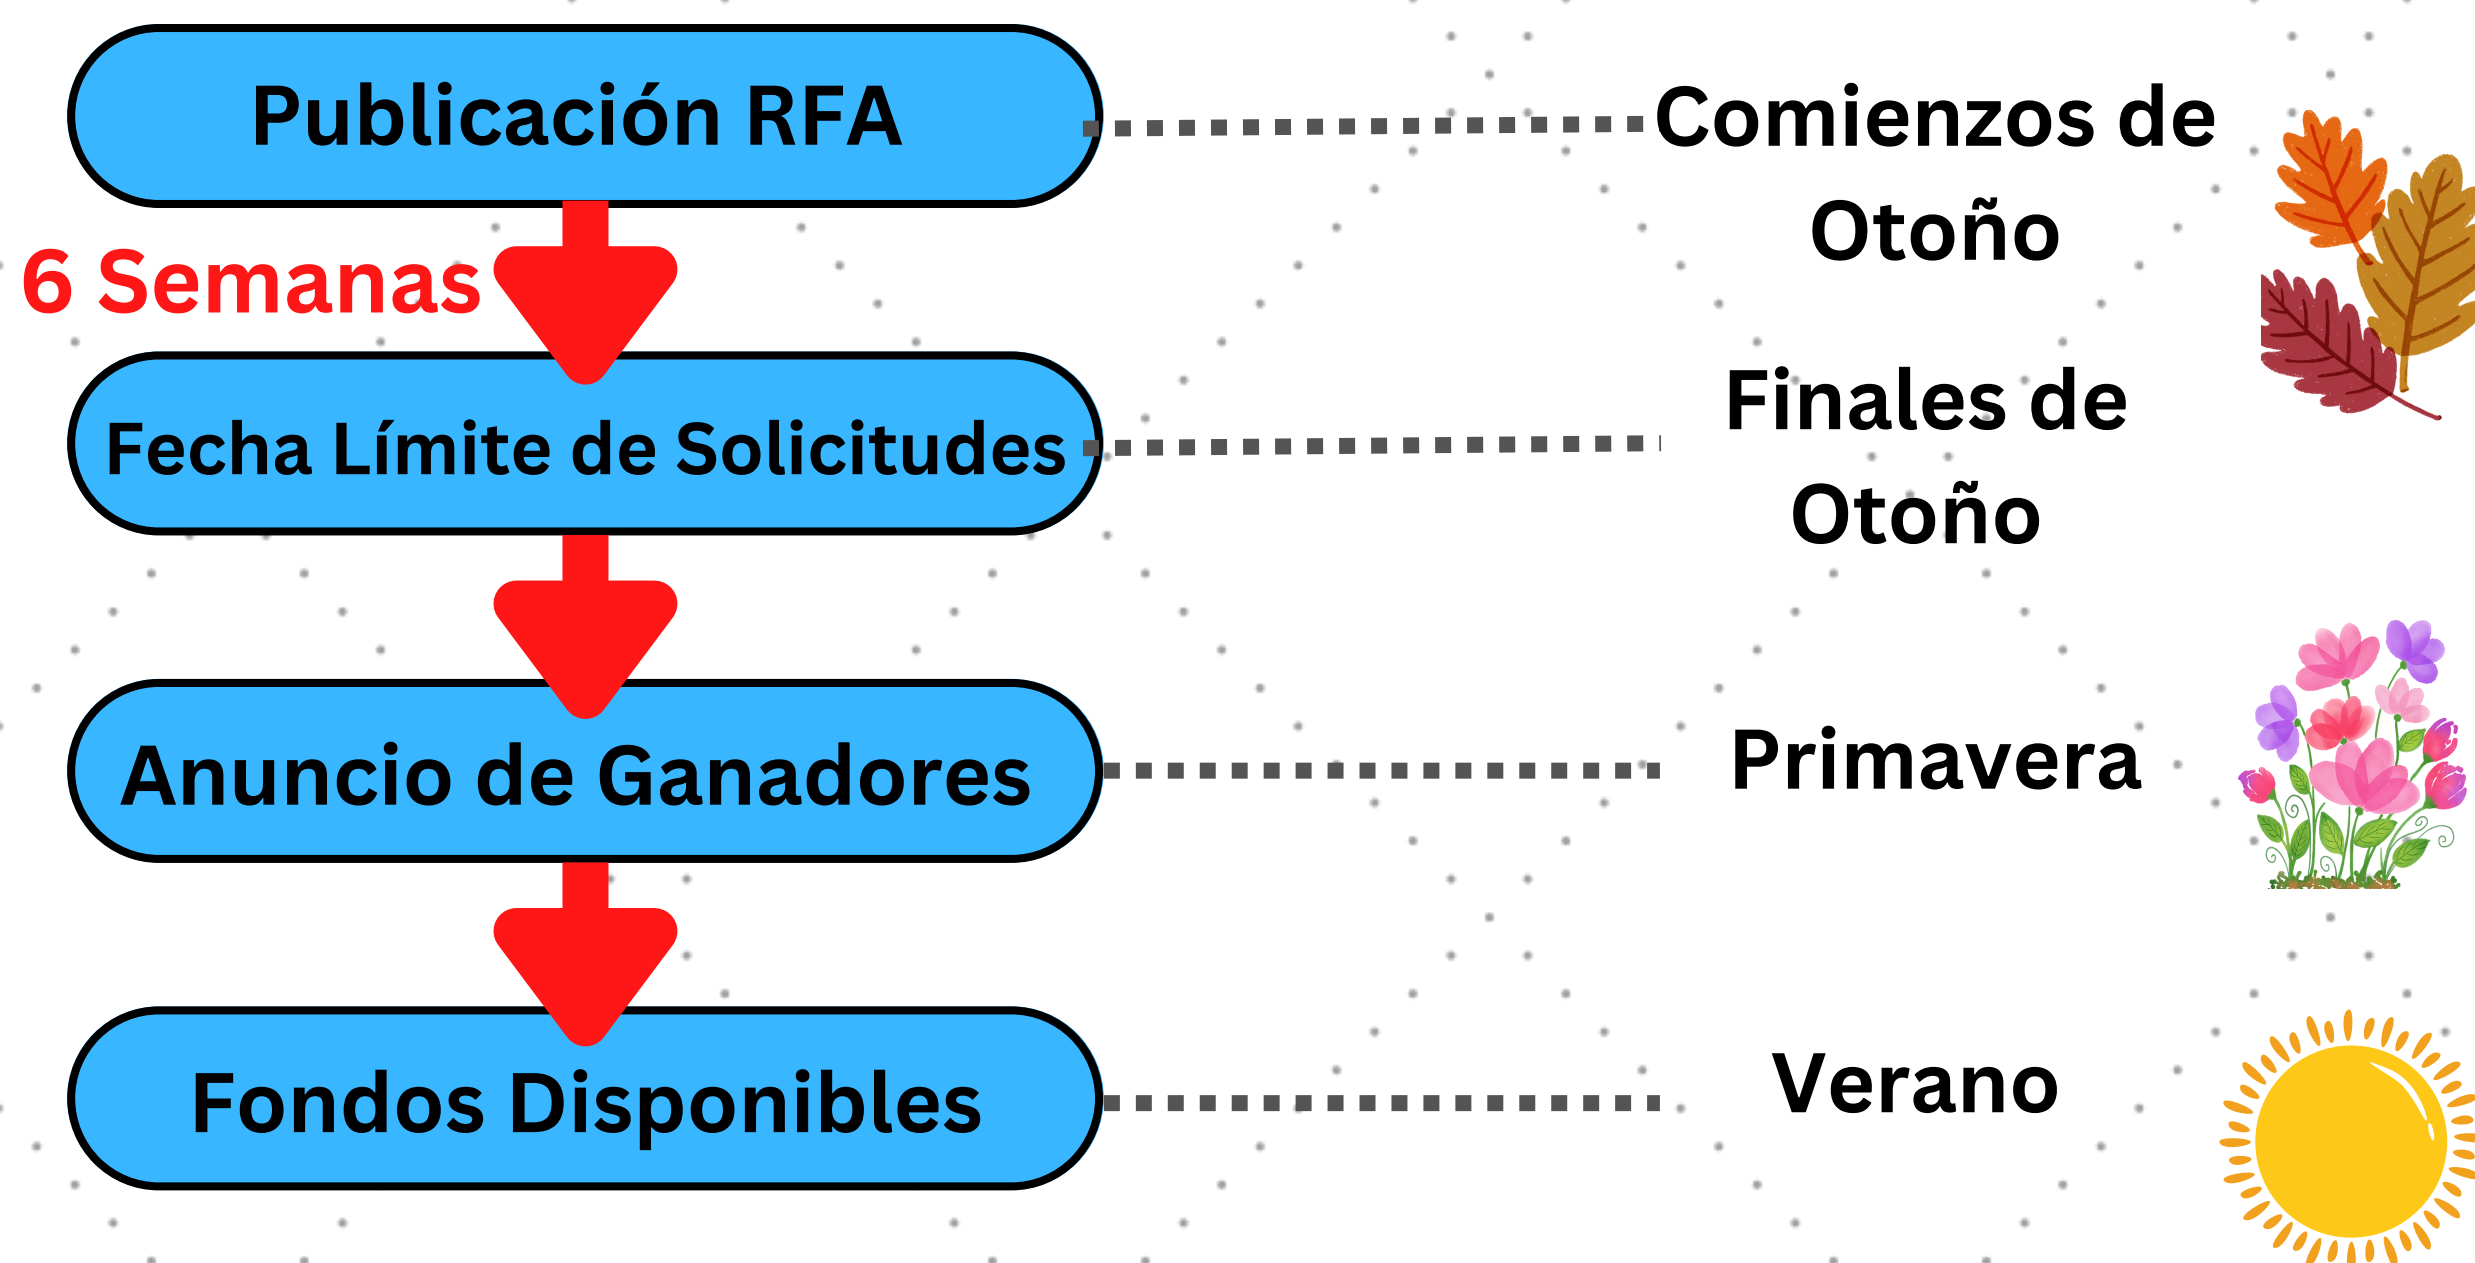 Publicación RFA
Comienzos de
Otoño
6 Semanas
Fecha Límite de Solicitudes
Finales de
Otoño
Anuncio de Ganadores
Primavera
Fondos Disponibles
Verano